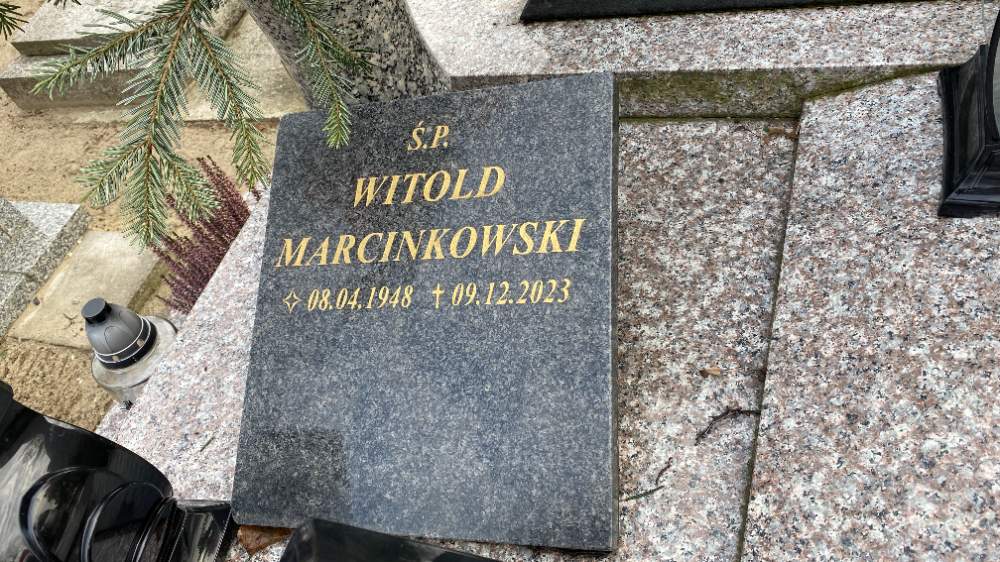 Ś.P.
WITOLD
MARCINKOWSKI
✧ 08.04.1948 † 09.12.2023